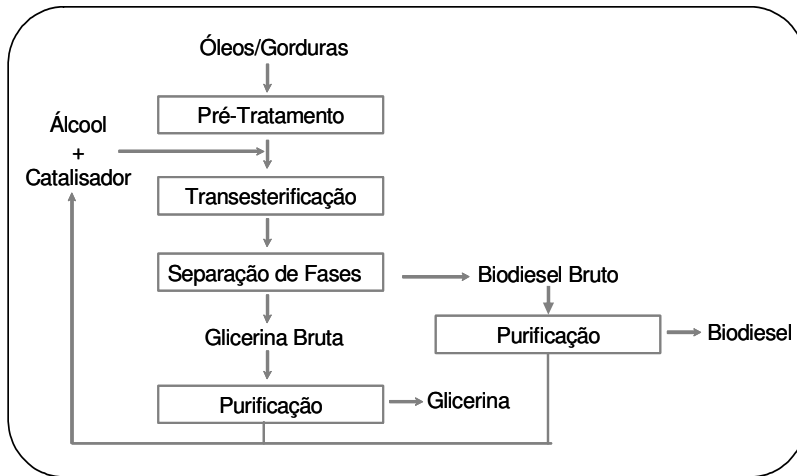 Óleos/Gorduras
Pré-Tratamento
Álcool
+
Catalisador
Transesterificação
Separação de Fases
Biodiesel Bruto
Glicerina Bruta
Purificação
Biodiesel
Purificação
Glicerina